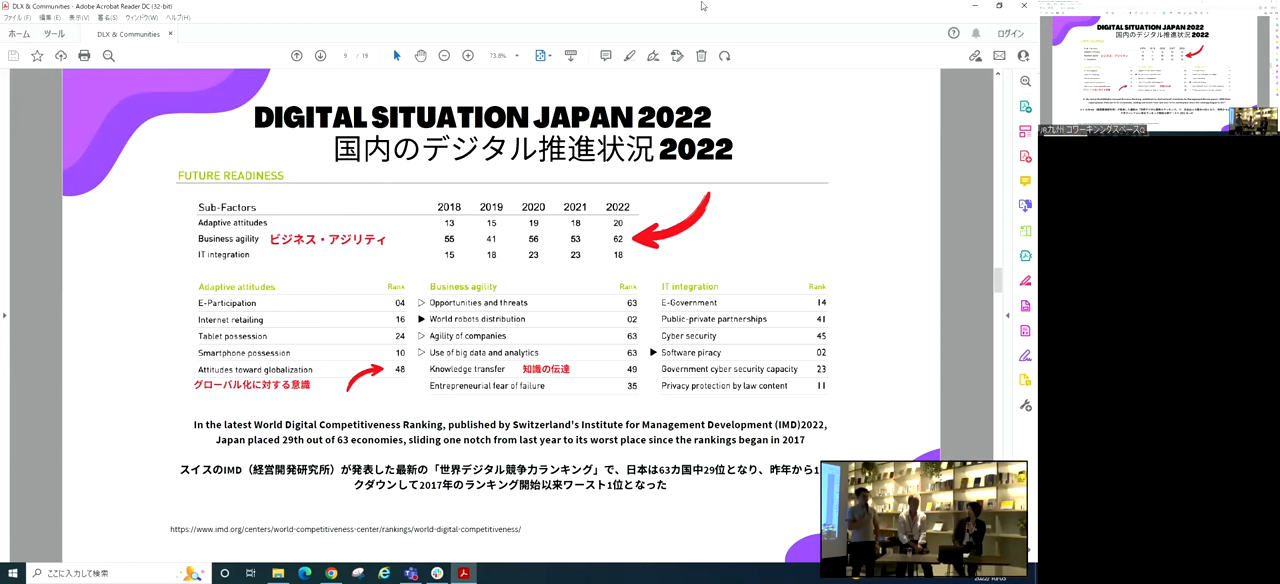 DLX & Communities - Adobe Acrobat Reader DC (32-bit)
ファイル(F) 編集(E) 表示(V) 署名(S) ウィンドウ(W) ヘルプ(H)
ホーム ツール DLX & Communities × ログイン
9 / 19 73.8%
DIGITAL SITUATION JAPAN 2022
国内のデジタル推進状況 2022
FUTURE READINESS
Sub-Factors 2018 2019 2020 2021 2022
Adaptive attitudes 13 15 19 18 20
Business agility ビジネス・アジリティ 55 41 56 53 62
IT integration 15 18 23 23 18
Adaptive attitudes Rank Business agility Rank IT integration Rank
E-Participation 04 ▷ Opportunities and threats 63 E-Government 14
Internet retailing 16 ▶ World robots distribution 02 Public-private partnerships 41
Tablet possession 24 ▷ Agility of companies 63 Cyber security 45
Smartphone possession 10 ▷ Use of big data and analytics 63 ▶ Software piracy 02
Attitudes toward globalization 48 Knowledge transfer 知識の伝達 49 Government cyber security capacity 23
グローバル化に対する意識 Entrepreneurial fear of failure 35 Privacy protection by law content 11
In the latest World Digital Competitiveness Ranking, published by Switzerland's Institute for Management Development (IMD)2022,
Japan placed 29th out of 63 economies, sliding one notch from last year to its worst place since the rankings began in 2017
スイスのIMD（経営開発研究所）が発表した最新の「世界デジタル競争力ランキング」で、日本は63カ国中29位となり、昨年から1
クダウンして2017年のランキング開始以来ワースト1位となった
https://www.imd.org/centers/world-competitiveness-center/rankings/world-digital-competitiveness/
ここに入力して検索
DIGITAL SITUATION JAPAN 2022
国内のデジタル推進状況 2022
JR九州 コワーキングスペースQ